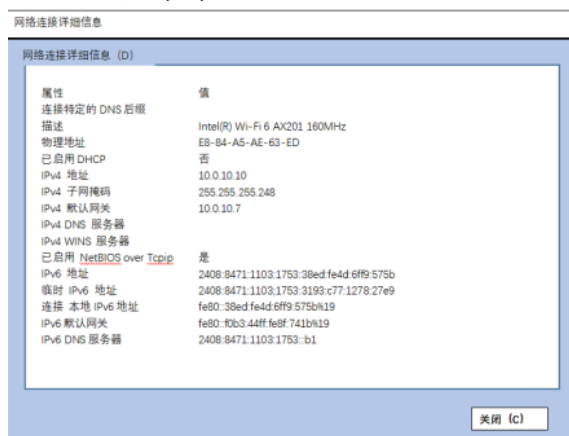 网络连接详细信息
网络连接详细信息（D）
属性 值
连接特定的 DNS 后缀
描述 Intel(R) Wi-Fi 6 AX201 160MHz
物理地址 E8-84-A5-AE-63-ED
已启用 DHCP 否
IPv4 地址 10.0.10.10
IPv4 子网掩码 255.255.255.248
IPv4 默认网关 10.0.10.7
IPv4 DNS 服务器
IPv4 WINS 服务器
已启用 NetBIOS over Tcpip 是
IPv6 地址 2408:8471:1103:1753:38ed:fe4d:6ff9:575b
临时 IPv6 地址 2408:8471:1103;1753:3193:c77:1278:27e9
连接 本地 IPv6 地址 fe80::38ed:fe4d:6ff9:575b%19
IPv6 默认网关 fe80::f0b3:44ff:fe8f:741b%19
IPv6 DNS 服务器 2408:8471:1103:1753::b1
关闭（C）